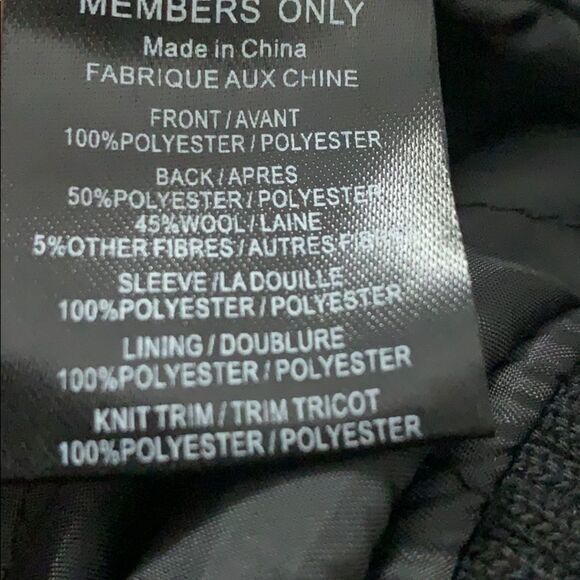 MEMBERS ONLY
Made in China
FABRIQUE AUX CHINE
FRONT/AVANT
100%POLYESTER/POLYESTER
BACK/APRES
50%POLYESTER/POLYESTER
45%WOOL/LAINE
5%OTHER FIBRES/AUTRES FIBRES
SLEEVE/LA DOUILLE
100%POLYESTER/POLYESTER
LINING/DOUBLURE
100%POLYESTER/POLYESTER
KNIT TRIM/TRIM TRICOT
100%POLYESTER/POLYESTER